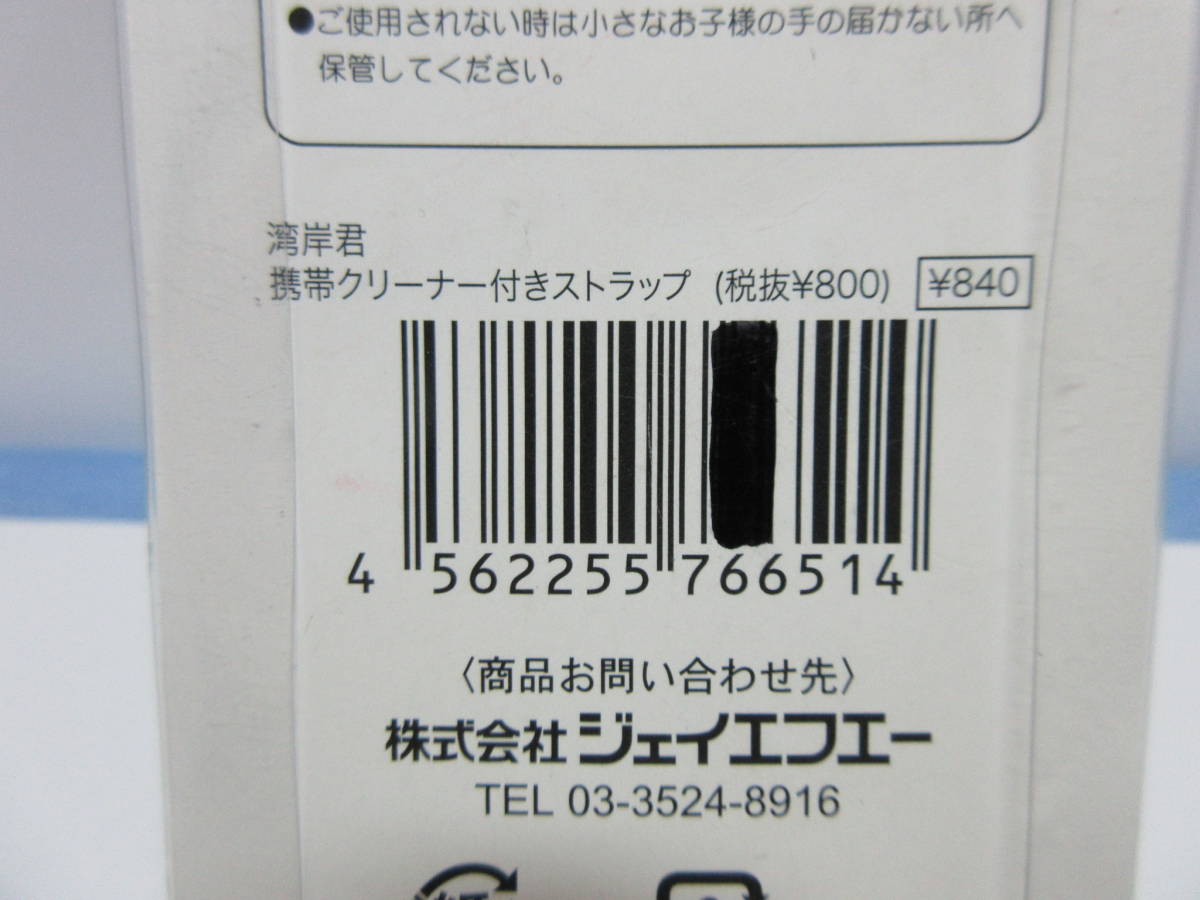 ●ご使用されない時は小さなお子様の手の届かない所へ
保管してください。
湾岸君
携帯クリーナー付きストラップ (税抜¥800) ¥840
4 562255 766514
〈商品お問い合わせ先〉
株式会社 ジェイエフエー
TEL 03-3524-8916